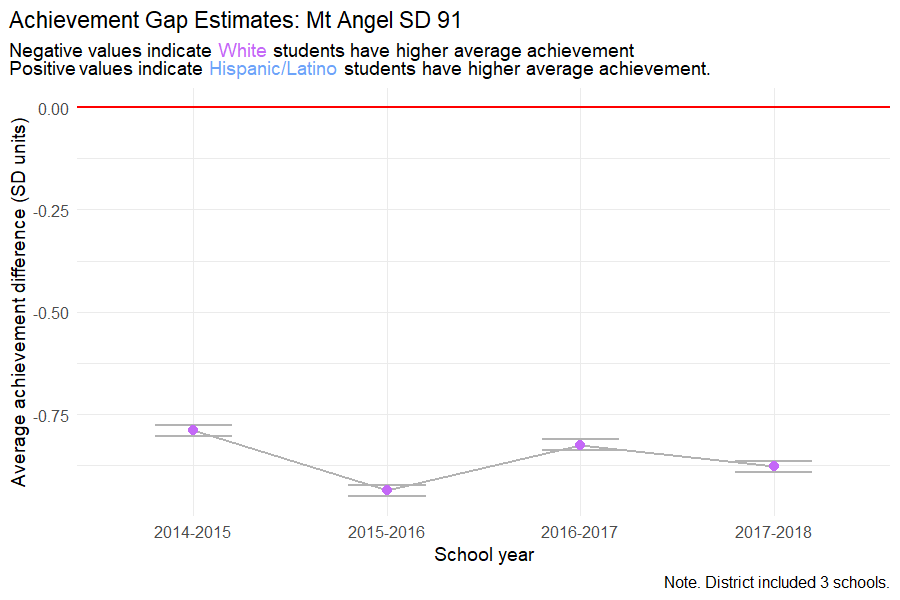 Achievement Gap Estimates: Mt Angel SD 91
Negative values indicate White students have higher average achievement
Positive values indicate Hispanic/Latino students have higher average achievement.
Average achievement difference (SD units)
0.00
-0.25
-0.50
-0.75
2014-2015 2015-2016 2016-2017 2017-2018
School year
Note. District included 3 schools.